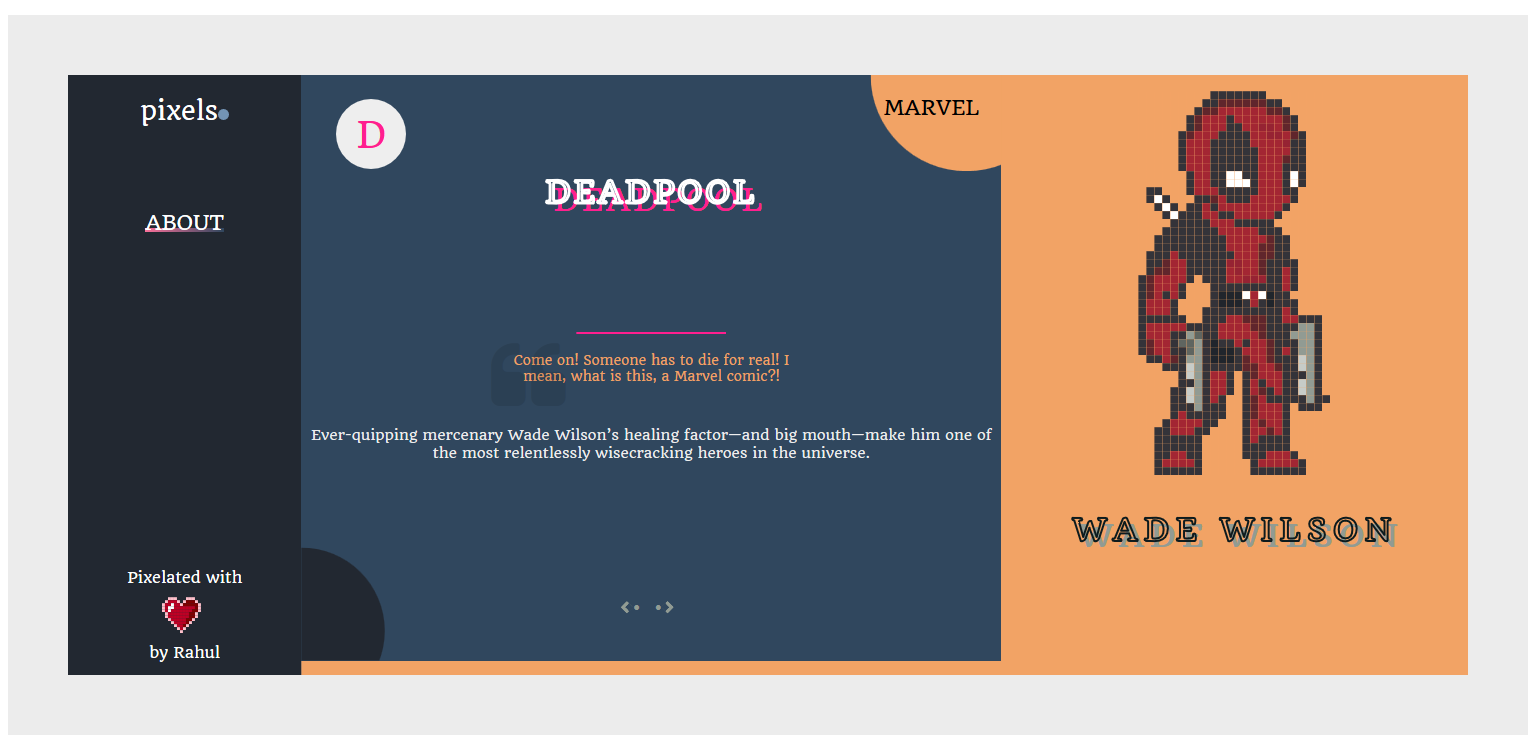 pixels
ABOUT
Pixelated with
by Rahul
D
MARVEL
DEADPOOL
Come on! Someone has to die for real! I
mean, what is this, a Marvel comic?!
Ever-quipping mercenary Wade Wilson’s healing factor—and big mouth—make him one of
the most relentlessly wisecracking heroes in the universe.
WADE WILSON